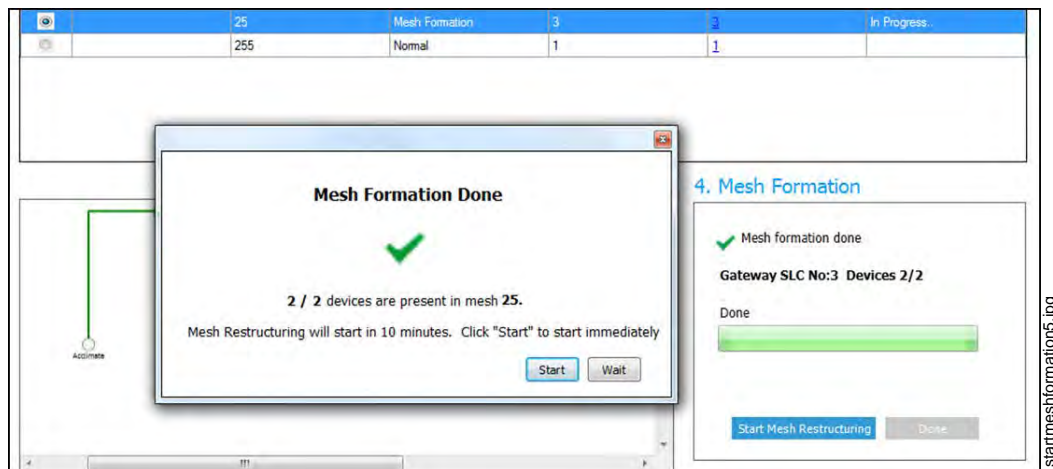 25 Mesh Formation 3 3 In Progress..
255 Normal 1 1
Mesh Formation Done
2 / 2 devices are present in mesh 25.
Mesh Restructuring will start in 10 minutes. Click "Start" to start immediately
Start Wait
Acclimate
4. Mesh Formation
Mesh formation done
Gateway SLC No:3 Devices 2/2
Done
Start Mesh Restructuring Done
startmeshformation5.jpg